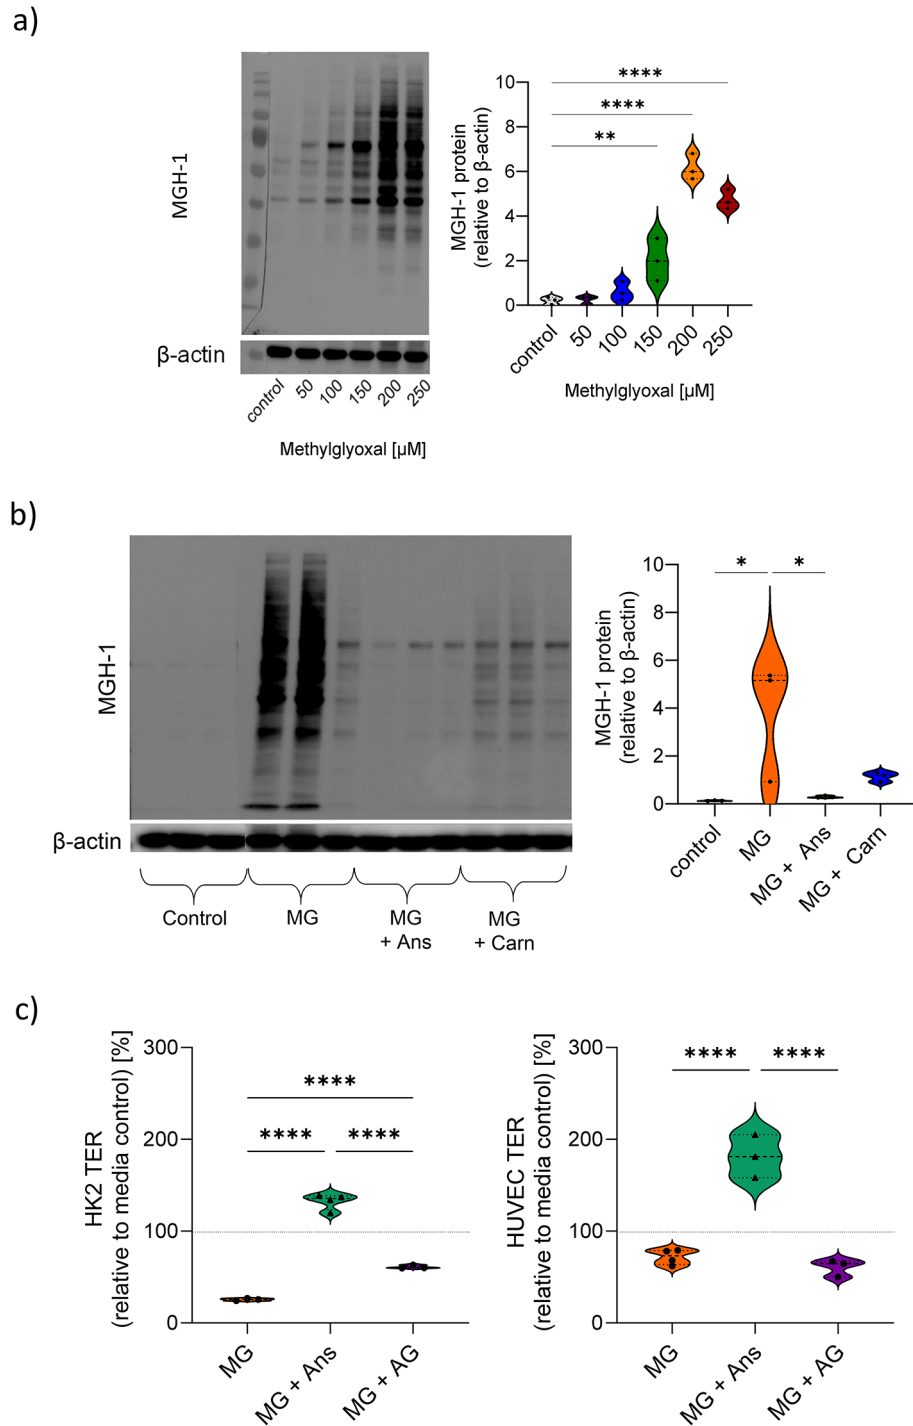 a)
MGH-1
β-actin
control
50
100
150
200
250
Methylglyoxal [µM]
MGH-1 protein
(relative to β-actin)
10
8
6
4
2
0
****
****
**
control
50
100
150
200
250
Methylglyoxal [µM]
b)
MGH-1
β-actin
Control
MG
MG
+ Ans
MG
+ Carn
MGH-1 protein
(relative to β-actin)
10
8
6
4
2
0
*
*
control
MG
MG + Ans
MG + Carn
c)
HK2 TER
(relative to media control) [%]
300
200
100
0
****
****
****
MG
MG + Ans
MG + AG
HUVEC TER
(relative to media control) [%]
300
200
100
0
****
****
MG
MG + Ans
MG + AG